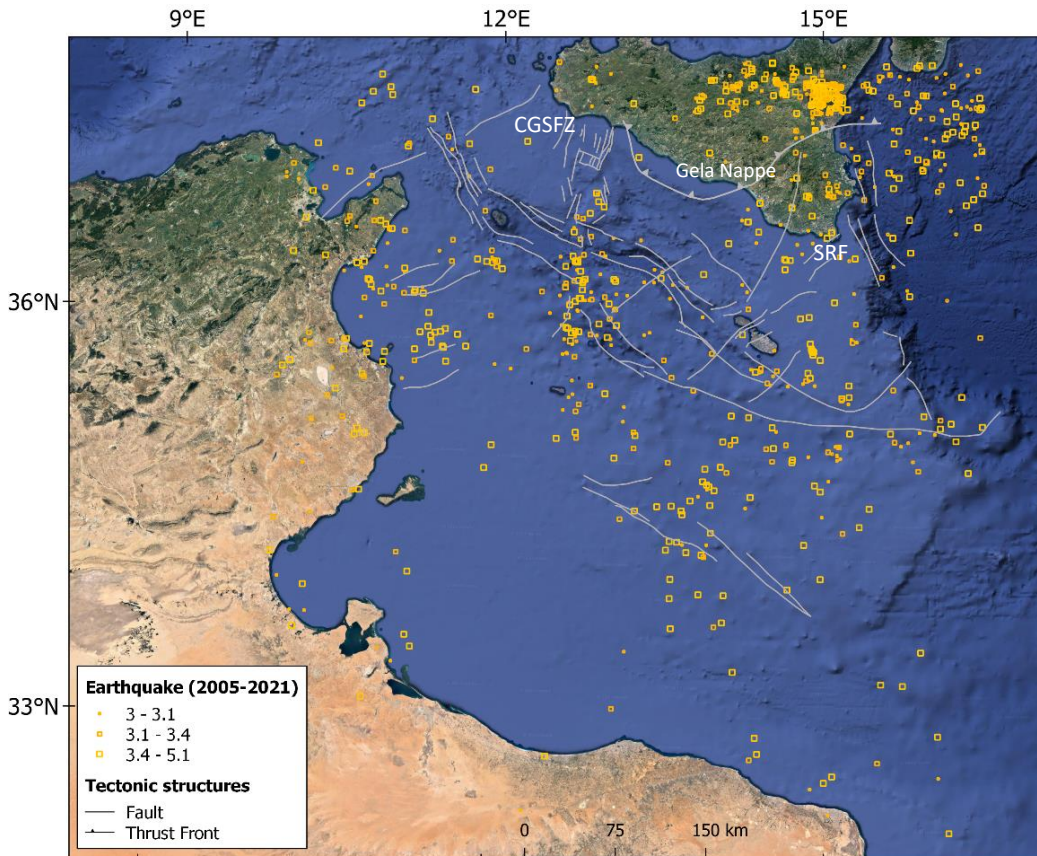 9°E 12°E 15°E
CGSFZ
Gela Nappe
SRF
36°N
33°N
Earthquake (2005-2021)
3 - 3.1
3.1 - 3.4
3.4 - 5.1
Tectonic structures
Fault
Thrust Front
0 75 150 km